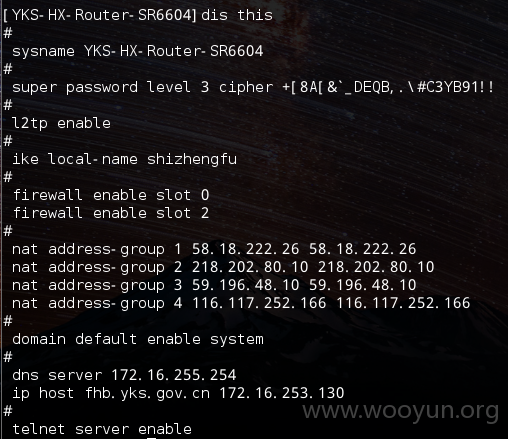 [YKS-HX-Router-SR6604]dis this
#
sysname YKS-HX-Router-SR6604
#
super password level 3 cipher +[8A[&`_DEQB,.\#C3YB91!!
#
l2tp enable
#
ike local-name shizhengfu
#
firewall enable slot 0
firewall enable slot 2
#
nat address-group 1 58.18.222.26 58.18.222.26
nat address-group 2 218.202.80.10 218.202.80.10
nat address-group 3 59.196.48.10 59.196.48.10
nat address-group 4 116.117.252.166 116.117.252.166
#
domain default enable system
#
dns server 172.16.255.254
ip host fhb.yks.gov.cn 172.16.253.130
#
telnet server enable
www.wooyun.org